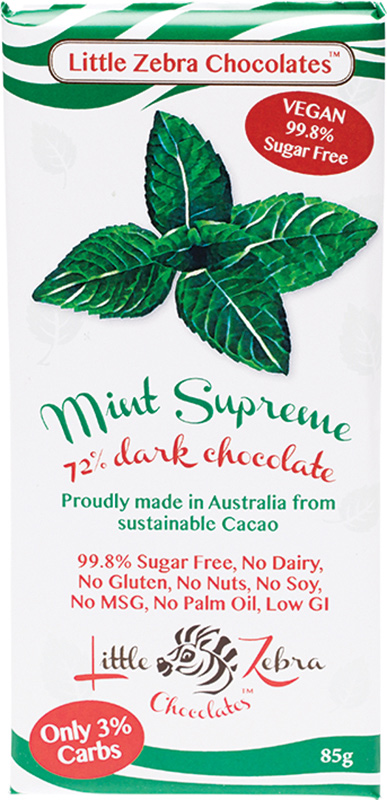 Little Zebra Chocolates™
VEGAN
99.8%
Sugar Free
Mint Supreme
72% dark chocolate
Proudly made in Australia from
sustainable Cacao
99.8% Sugar Free, No Dairy,
No Gluten, No Nuts, No Soy,
No MSG, No Palm Oil, Low GI
Little Zebra
Chocolates™
Only 3%
Carbs
85g